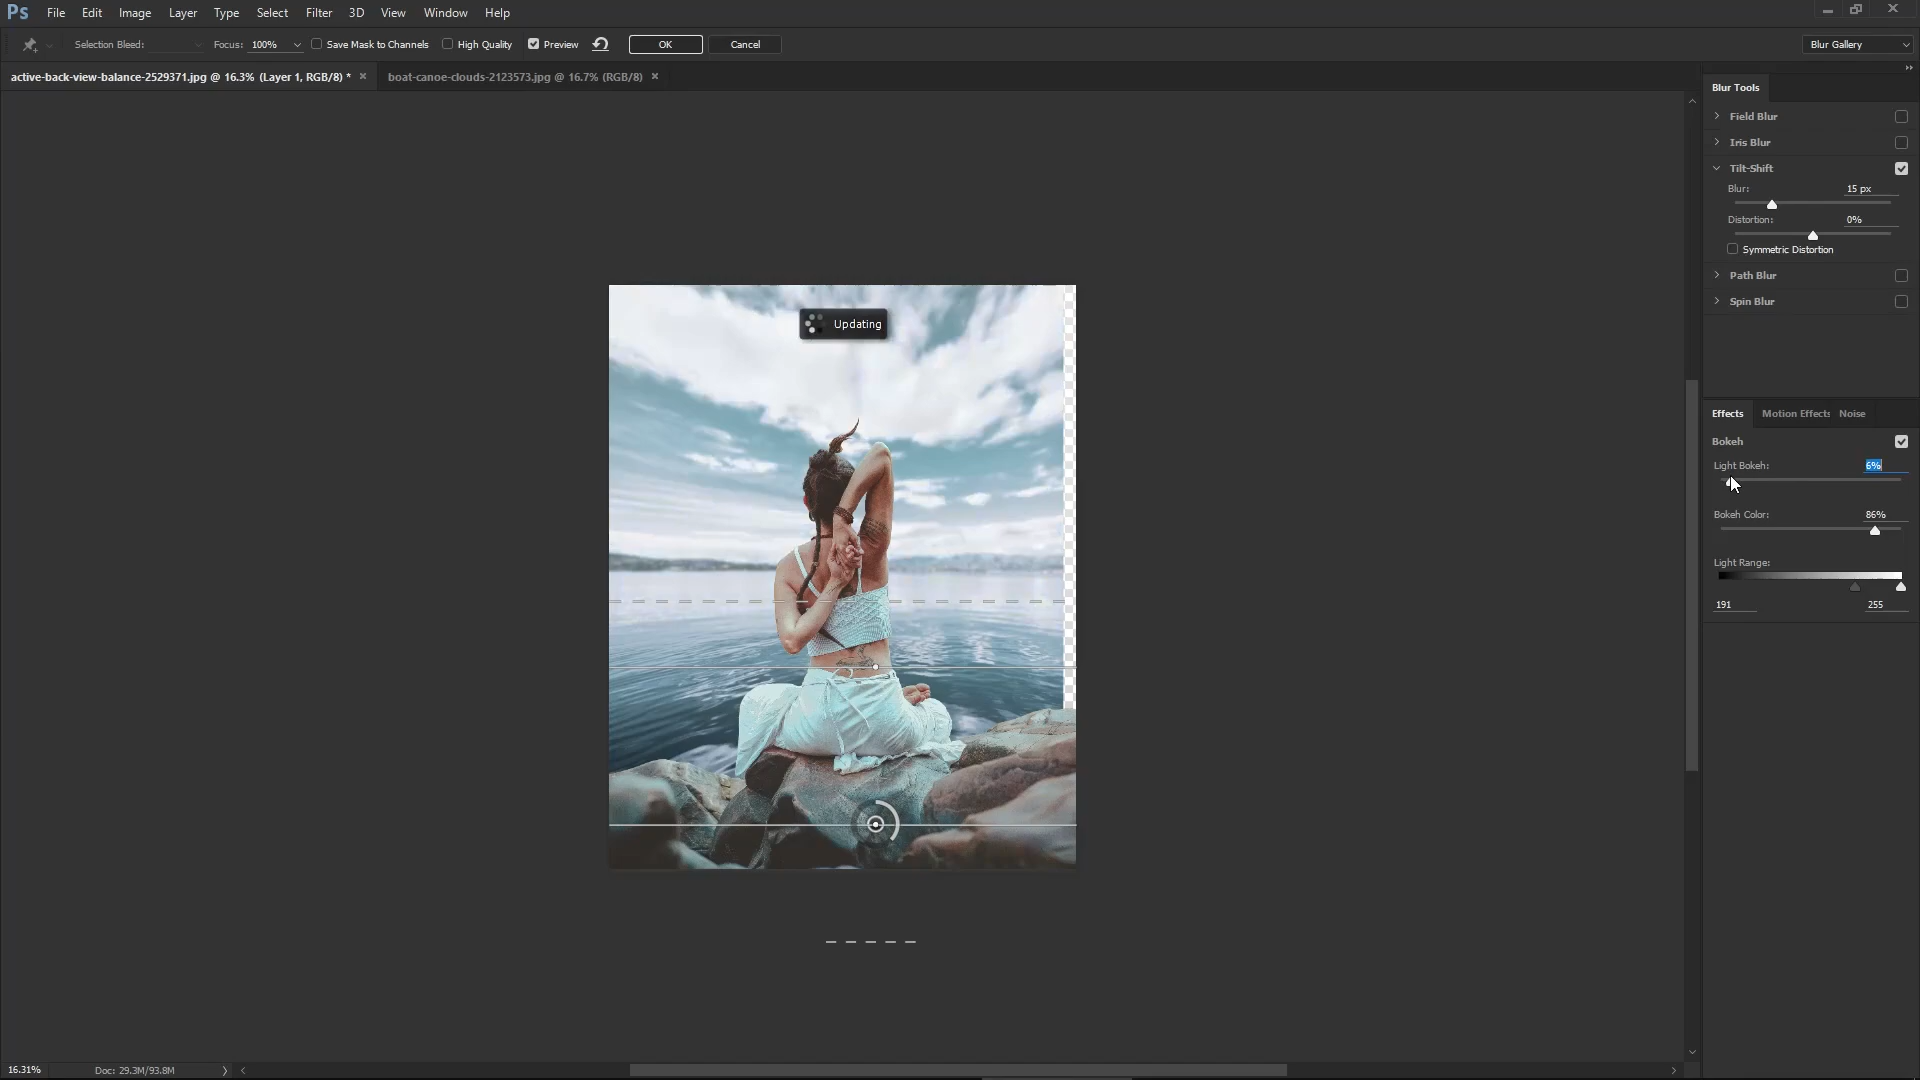 Ps File Edit Image Layer Type Select Filter 3D View Window Help
Selection Bleed: Focus: 100% Save Mask to Channels High Quality Preview OK Cancel Blur Gallery
active-back-view-balance-2529371.jpg @ 16.3% (Layer 1, RGB/8) * × boat-canoe-clouds-2123573.jpg @ 16.7% (RGB/8) ×
Blur Tools
Field Blur
Iris Blur
Tilt-Shift
Blur: 15 px
Distortion: 0%
Symmetric Distortion
Path Blur
Spin Blur
Updating
Effects Motion Effects Noise
Bokeh
Light Bokeh: 6%
Bokeh Color: 86%
Light Range:
191 255
16.31% Doc: 29.3M/93.8M